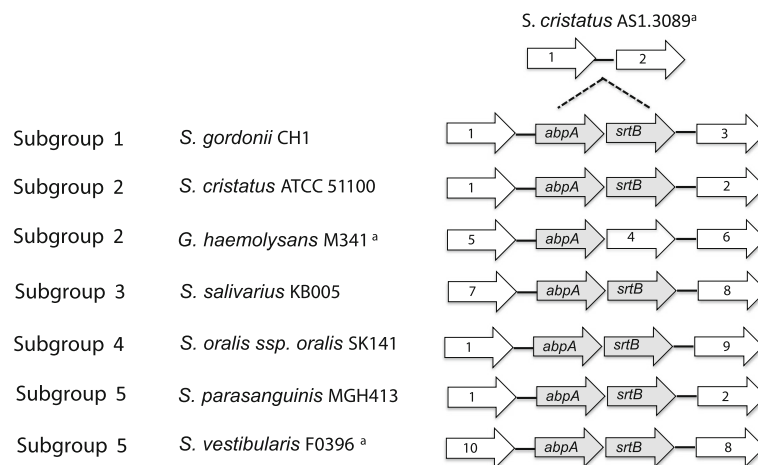 S. cristatus AS1.3089ᵃ
1 2
Subgroup 1 S. gordonii CH1 1 abpA srtB 3
Subgroup 2 S. cristatus ATCC 51100 1 abpA srtB 2
Subgroup 2 G. haemolysans M341 ᵃ 5 abpA 4 6
Subgroup 3 S. salivarius KB005 7 abpA srtB 8
Subgroup 4 S. oralis ssp. oralis SK141 1 abpA srtB 9
Subgroup 5 S. parasanguinis MGH413 1 abpA srtB 2
Subgroup 5 S. vestibularis F0396 ᵃ 10 abpA srtB 8